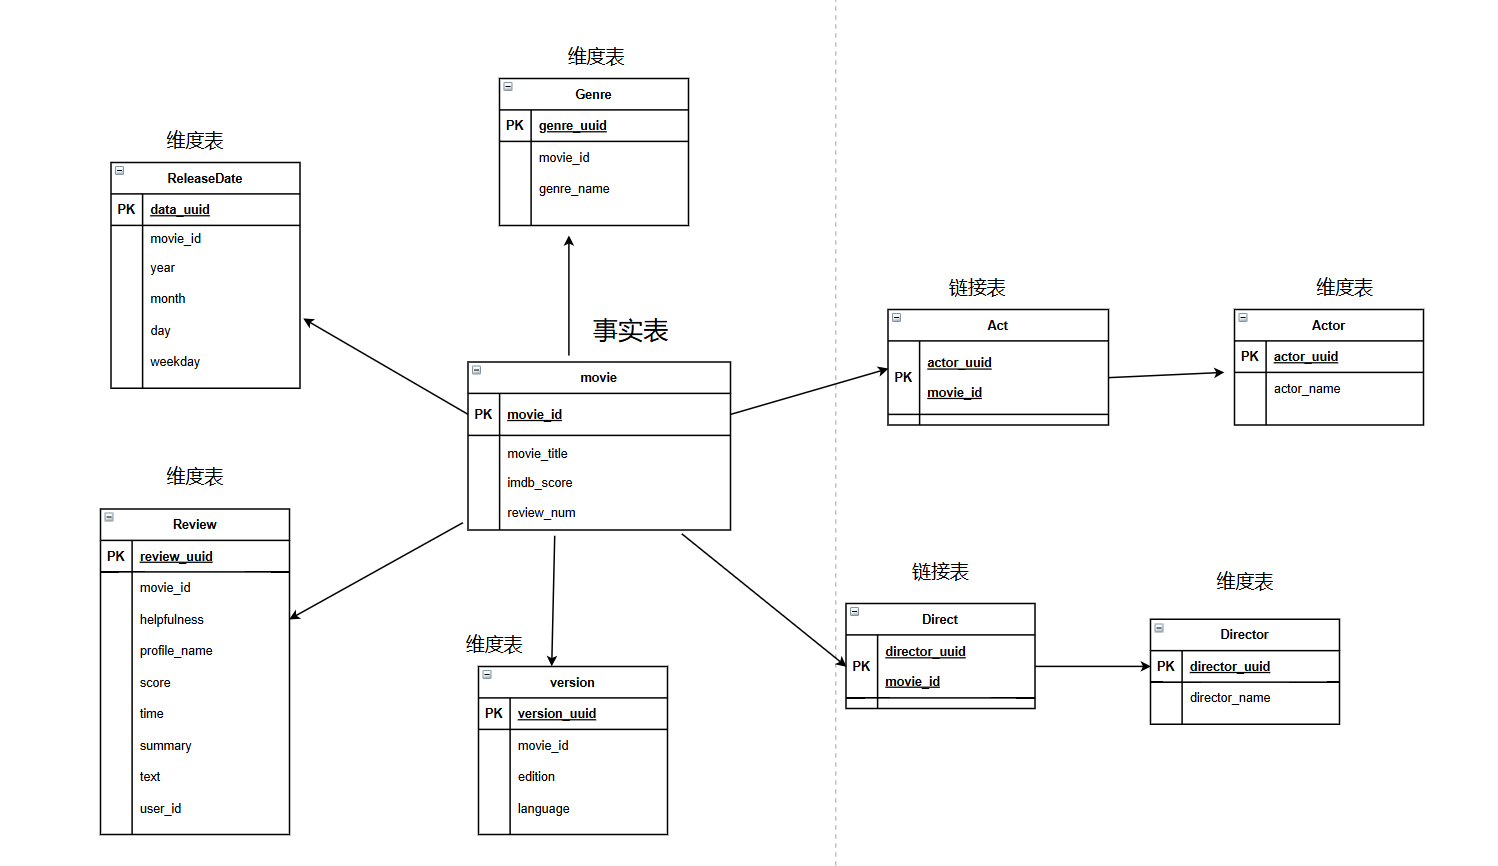 维度表
Genre
PK genre_uuid
movie_id
genre_name
维度表
ReleaseDate
PK data_uuid
movie_id
year
month
day
weekday
事实表
movie
PK movie_id
movie_title
imdb_score
review_num
链接表
Act
actor_uuid
PK
movie_id
维度表
Actor
PK actor_uuid
actor_name
维度表
Review
PK review_uuid
movie_id
helpfulness
profile_name
score
time
summary
text
user_id
维度表
version
PK version_uuid
movie_id
edition
language
链接表
Direct
director_uuid
PK
movie_id
维度表
Director
PK director_uuid
director_name